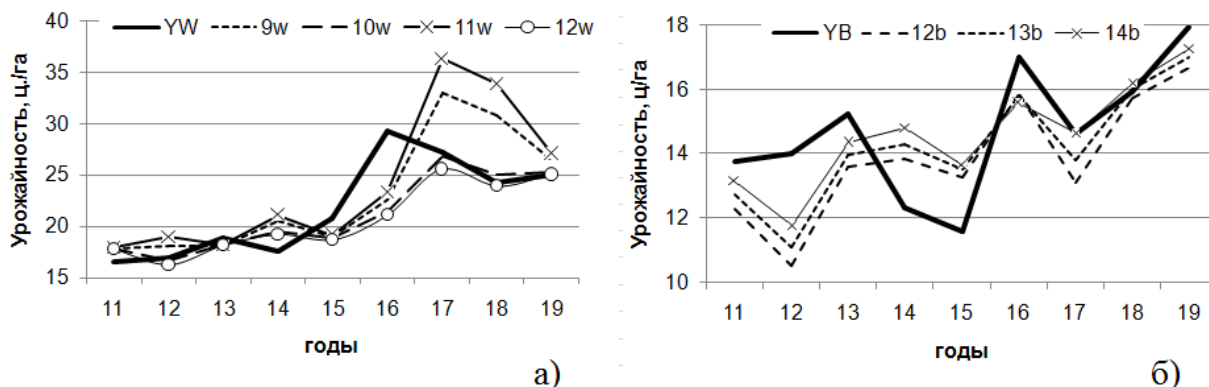 YW 9w 10w 11w 12w
Урожайность, ц./га
40
35
30
25
20
15
11 12 13 14 15 16 17 18 19
годы
а)
YB 12b 13b 14b
Урожайность, ц/га
18
16
14
12
10
11 12 13 14 15 16 17 18 19
годы
б)